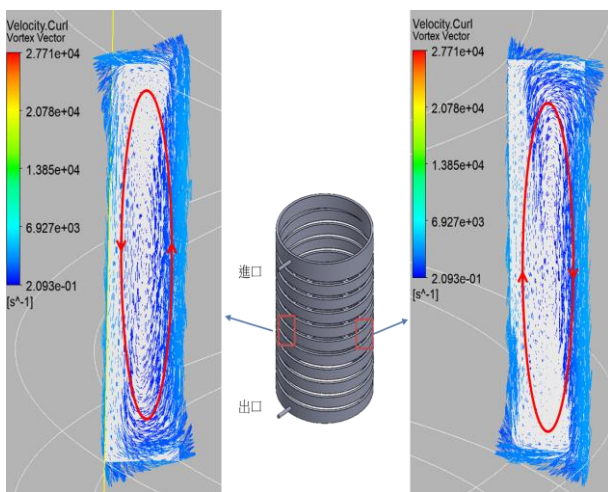 Velocity.Curl
Vortex Vector
2.771e+04
2.078e+04
1.385e+04
6.927e+03
2.093e-01
[s^-1]
進口
出口
Velocity.Curl
Vortex Vector
2.771e+04
2.078e+04
1.385e+04
6.927e+03
2.093e-01
[s^-1]